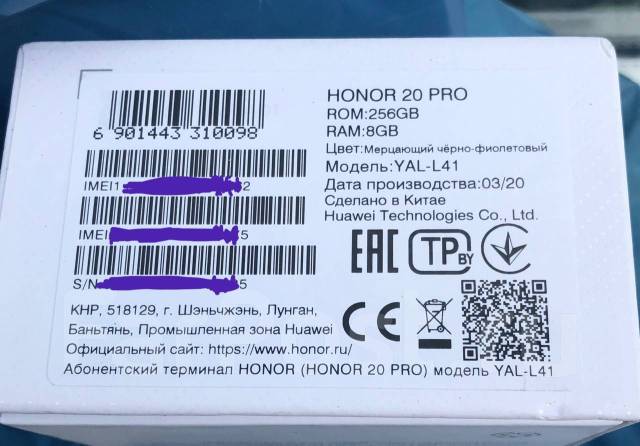 6 901443 310098
IMEI1 2
IMEI 5
S/N 5
HONOR 20 PRO
ROM:256GB
RAM:8GB
Цвет:Мерцающий чёрно-фиолетовый
Модель:YAL-L41
Дата производства:03/20
Сделано в Китае
Huawei Technologies Co., Ltd.
EAC TP BY
КНР, 518129, г. Шэньчжэнь, Лунган,
Баньтянь, Промышленная зона Huawei
Официальный сайт: https://www.honor.ru/
Абонентский терминал HONOR (HONOR 20 PRO) модель YAL-L41
CE